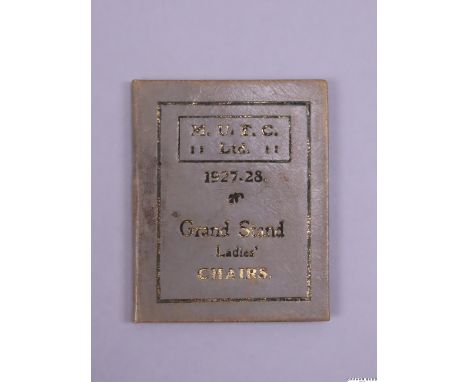 M. U. F. C.
:: Ltd. ::
1927-28.
Grand Stand
Ladies'
CHAIRS.